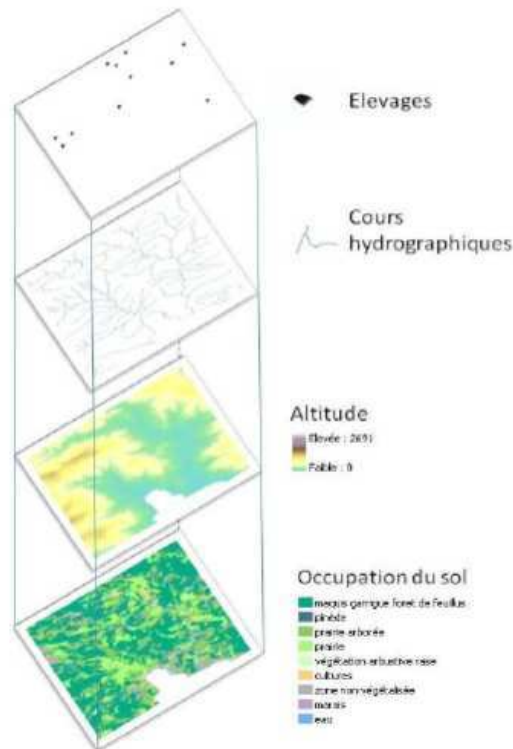 Elevages
Cours
hydrographiques
Altitude
Elevée : 2691
Faible : 0
Occupation du sol
maquis garrigue foret de feuillus
pinède
prairie arborée
prairie
végétation arbustive rase
cultures
zone non-végétalisée
marais
eau